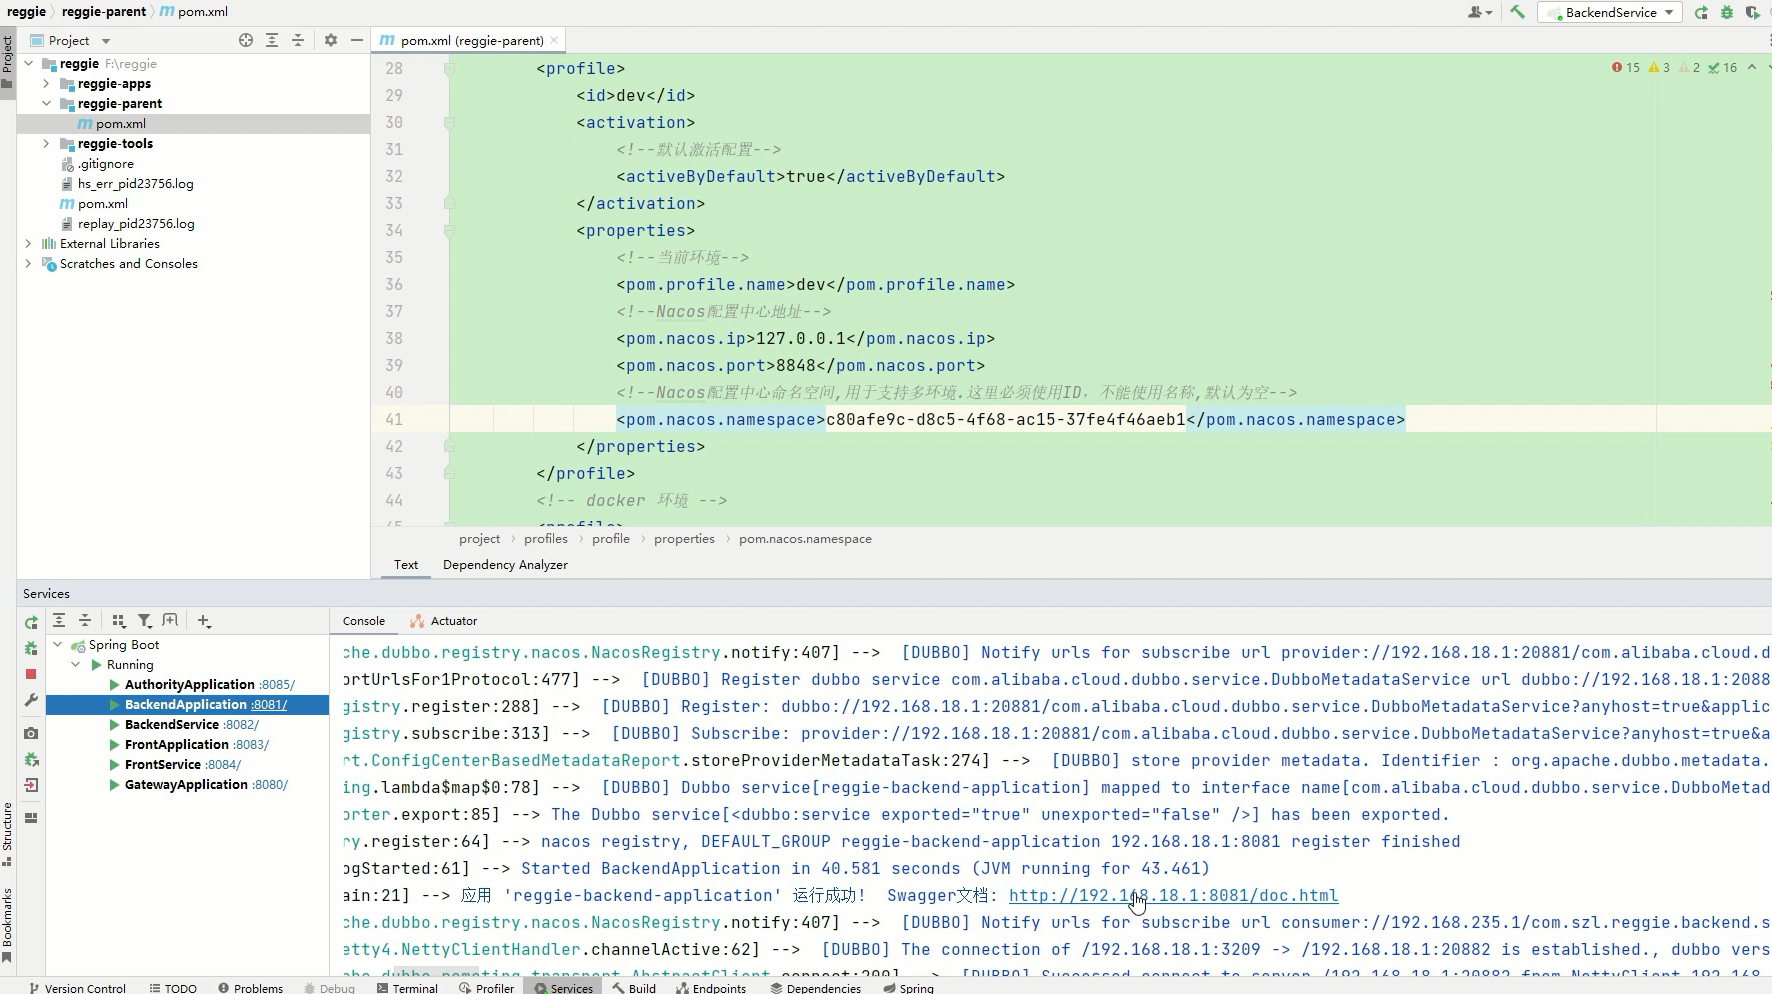 reggie › reggie-parent › pom.xml
BackendService
Project
pom.xml (reggie-parent)
Project
reggie F:\reggie
reggie-apps
reggie-parent
pom.xml
reggie-tools
.gitignore
hs_err_pid23756.log
pom.xml
replay_pid23756.log
External Libraries
Scratches and Consoles
15 3 2 16
28 <profile>
29 <id>dev</id>
30 <activation>
31 <!--默认激活配置-->
32 <activeByDefault>true</activeByDefault>
33 </activation>
34 <properties>
35 <!--当前环境-->
36 <pom.profile.name>dev</pom.profile.name>
37 <!--Nacos配置中心地址-->
38 <pom.nacos.ip>127.0.0.1</pom.nacos.ip>
39 <pom.nacos.port>8848</pom.nacos.port>
40 <!--Nacos配置中心命名空间,用于支持多环境.这里必须使用ID，不能使用名称,默认为空-->
41 <pom.nacos.namespace>c80afe9c-d8c5-4f68-ac15-37fe4f46aeb1</pom.nacos.namespace>
42 </properties>
43 </profile>
44 <!-- docker 环境 -->
45 <profile>
project › profiles › profile › properties › pom.nacos.namespace
Text Dependency Analyzer
Services
Console Actuator
Spring Boot
Running
AuthorityApplication :8085/
BackendApplication :8081/
BackendService :8082/
FrontApplication :8083/
FrontService :8084/
GatewayApplication :8080/
che.dubbo.registry.nacos.NacosRegistry.notify:407] --> [DUBBO] Notify urls for subscribe url provider://192.168.18.1:20881/com.alibaba.cloud.d
ortUrlsFor1Protocol:477] --> [DUBBO] Register dubbo service com.alibaba.cloud.dubbo.service.DubboMetadataService url dubbo://192.168.18.1:2088
gistry.register:288] --> [DUBBO] Register: dubbo://192.168.18.1:20881/com.alibaba.cloud.dubbo.service.DubboMetadataService?anyhost=true&applic
gistry.subscribe:313] --> [DUBBO] Subscribe: provider://192.168.18.1:20881/com.alibaba.cloud.dubbo.service.DubboMetadataService?anyhost=true&a
rt.ConfigCenterBasedMetadataReport.storeProviderMetadataTask:274] --> [DUBBO] store provider metadata. Identifier : org.apache.dubbo.metadata.
ing.lambda$map$0:78] --> [DUBBO] Dubbo service[reggie-backend-application] mapped to interface name[com.alibaba.cloud.dubbo.service.DubboMetad
orter.export:85] --> The Dubbo service[<dubbo:service exported="true" unexported="false" />] has been exported.
ry.register:64] --> nacos registry, DEFAULT_GROUP reggie-backend-application 192.168.18.1:8081 register finished
ogStarted:61] --> Started BackendApplication in 40.581 seconds (JVM running for 43.461)
ain:21] --> 应用 'reggie-backend-application' 运行成功! Swagger文档: http://192.168.18.1:8081/doc.html
che.dubbo.registry.nacos.NacosRegistry.notify:407] --> [DUBBO] Notify urls for subscribe url consumer://192.168.235.1/com.szl.reggie.backend.s
etty4.NettyClientHandler.channelActive:62] --> [DUBBO] The connection of /192.168.18.1:3209 -> /192.168.18.1:20882 is established., dubbo vers
Structure
Bookmarks
Version Control TODO Problems Debug Terminal Profiler Services Build Endpoints Dependencies Spring